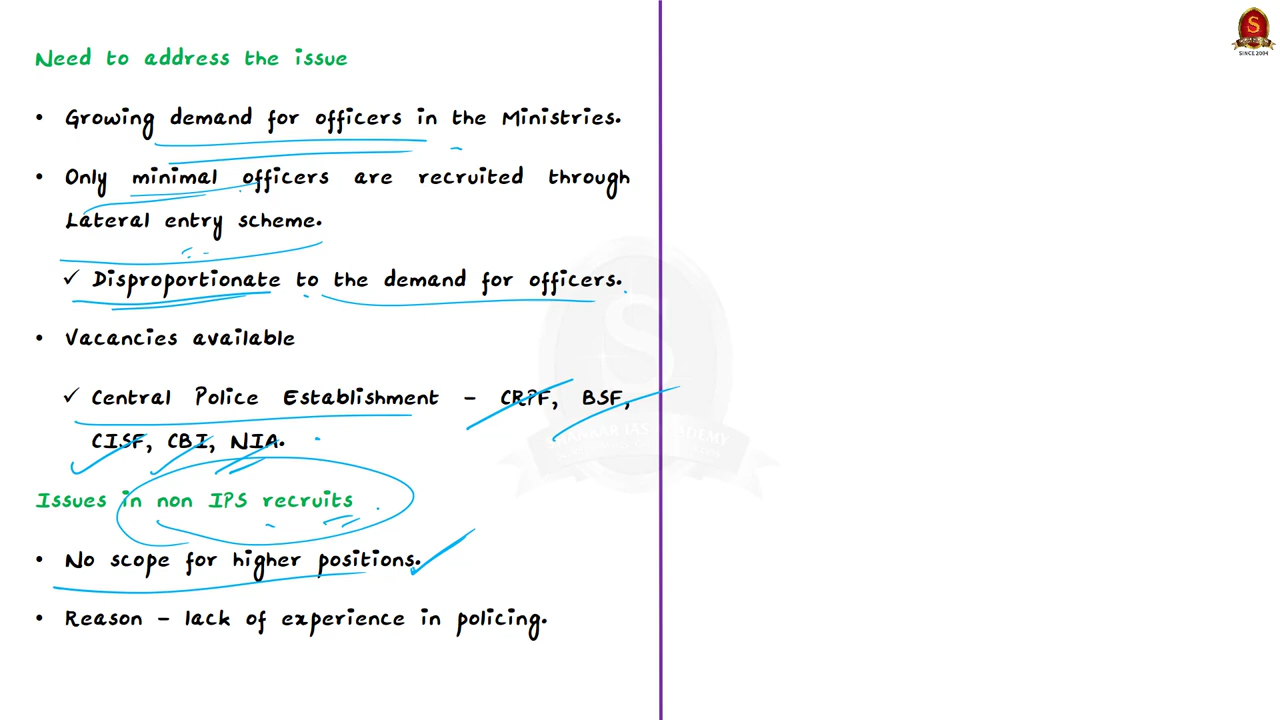 Need to address the issue
• Growing demand for officers in the Ministries.
• Only minimal officers are recruited through
Lateral entry scheme.
✓ Disproportionate to the demand for officers.
• Vacancies available
✓ Central Police Establishment - CRPF, BSF,
CISF, CBI, NIA.
Issues in non IPS recruits
• No scope for higher positions.
• Reason - lack of experience in policing.
S
SINCE 2004